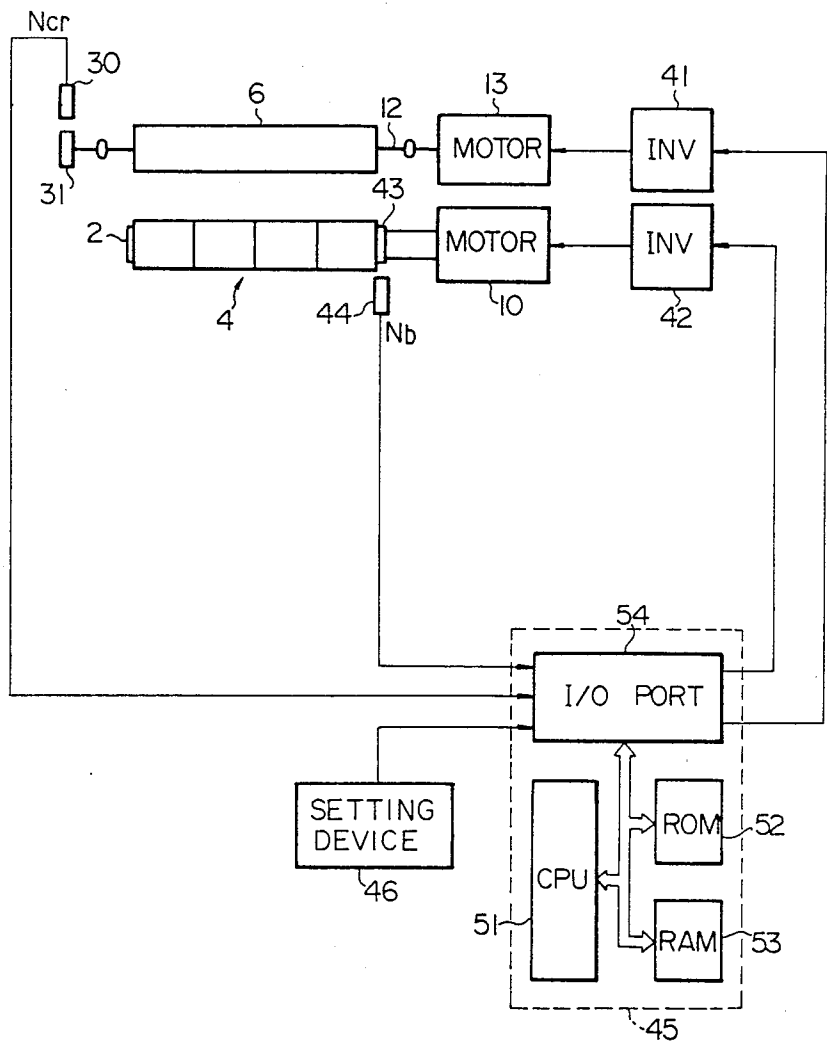 Ncr
30
6
12
13
41
MOTOR
INV
31
2
43
MOTOR
INV
4
44
10
42
Nb
54
I/O PORT
SETTING
DEVICE
ROM
52
CPU
46
51
RAM
53
45